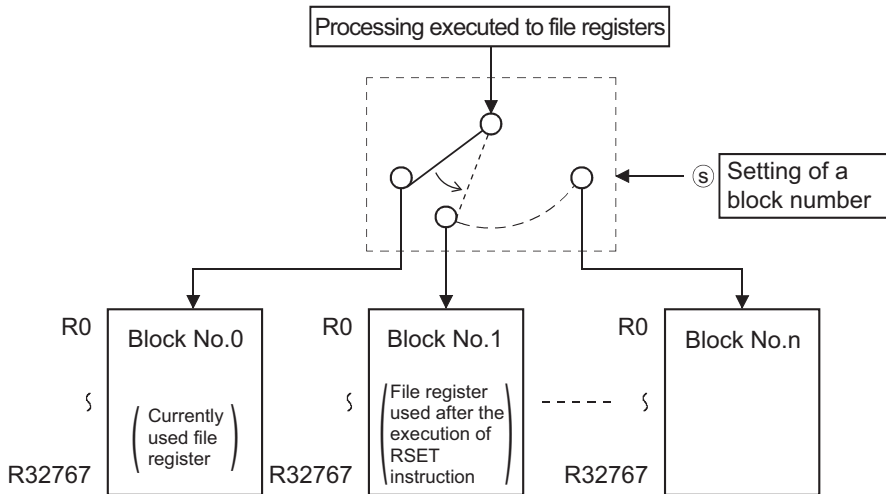 Processing executed to file registers
ⓢ Setting of a
block number
R0
Block No.0
Currently
used file
register
R32767
R0
Block No.1
File register
used after the
execution of
RSET
instruction
R32767
R0
Block No.n
R32767